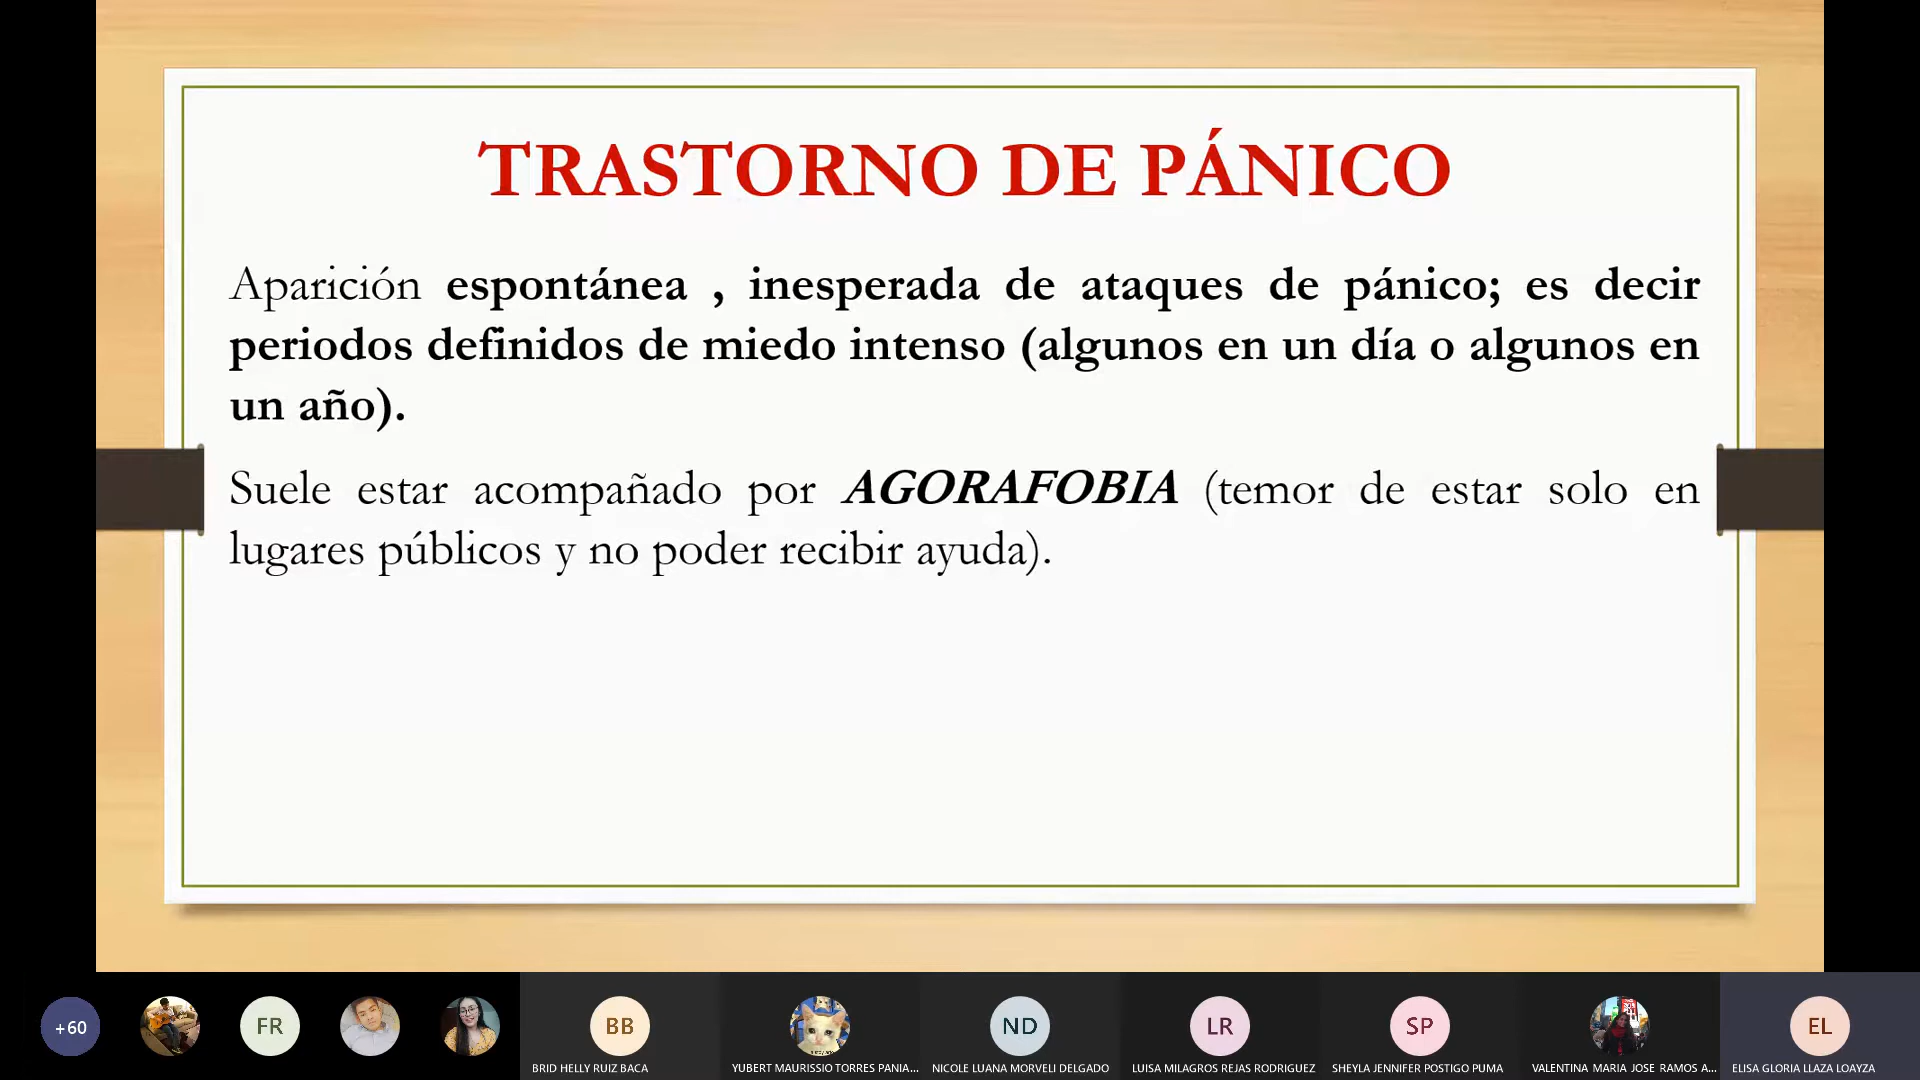 TRASTORNO DE PÁNICO
Aparición espontánea , inesperada de ataques de pánico; es decir
periodos definidos de miedo intenso (algunos en un día o algunos en
un año).
Suele estar acompañado por AGORAFOBIA (temor de estar solo en
lugares públicos y no poder recibir ayuda).
+60
FR
BB
ND
LR
SP
EL
BRID HELLY RUIZ BACA
YUBERT MAURISSIO TORRES PANIA...
NICOLE LUANA MORVELI DELGADO
LUISA MILAGROS REJAS RODRIGUEZ
SHEYLA JENNIFER POSTIGO PUMA
VALENTINA MARIA JOSE RAMOS A...
ELISA GLORIA LLAZA LOAYZA